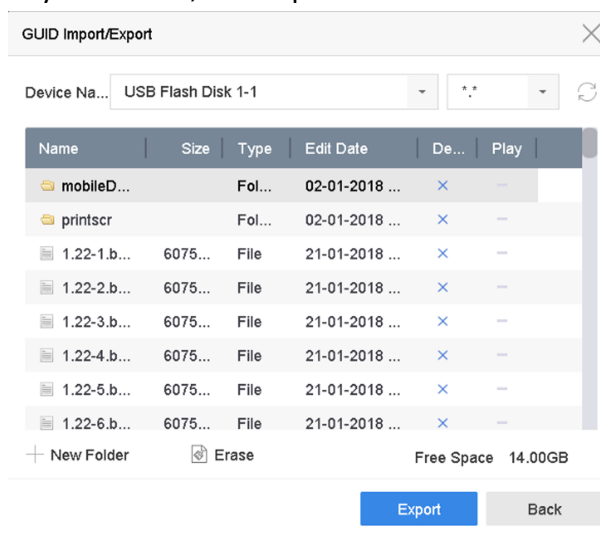 GUID Import/Export
Device Na... USB Flash Disk 1-1 *.*
Name Size Type Edit Date De... Play
mobileD... Fol... 02-01-2018 ...
printscr Fol... 02-01-2018 ...
1.22-1.b... 6075... File 21-01-2018 ...
1.22-2.b... 6075... File 21-01-2018 ...
1.22-3.b... 6075... File 21-01-2018 ...
1.22-4.b... 6075... File 21-01-2018 ...
1.22-5.b... 6075... File 21-01-2018 ...
1.22-6.b... 6075... File 21-01-2018 ...
New Folder Erase Free Space 14.00GB
Export Back